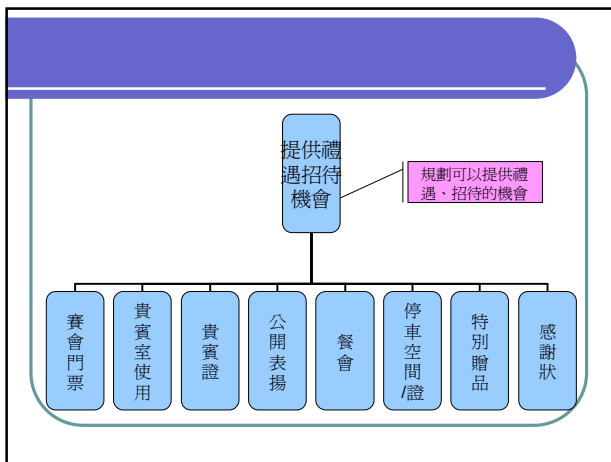 提供禮
遇招待
機會
規劃可以提供禮
遇、招待的機會
賽會門票
貴賓室使用
貴賓證
公開表揚
餐會
停車空間/證
特別贈品
感謝狀